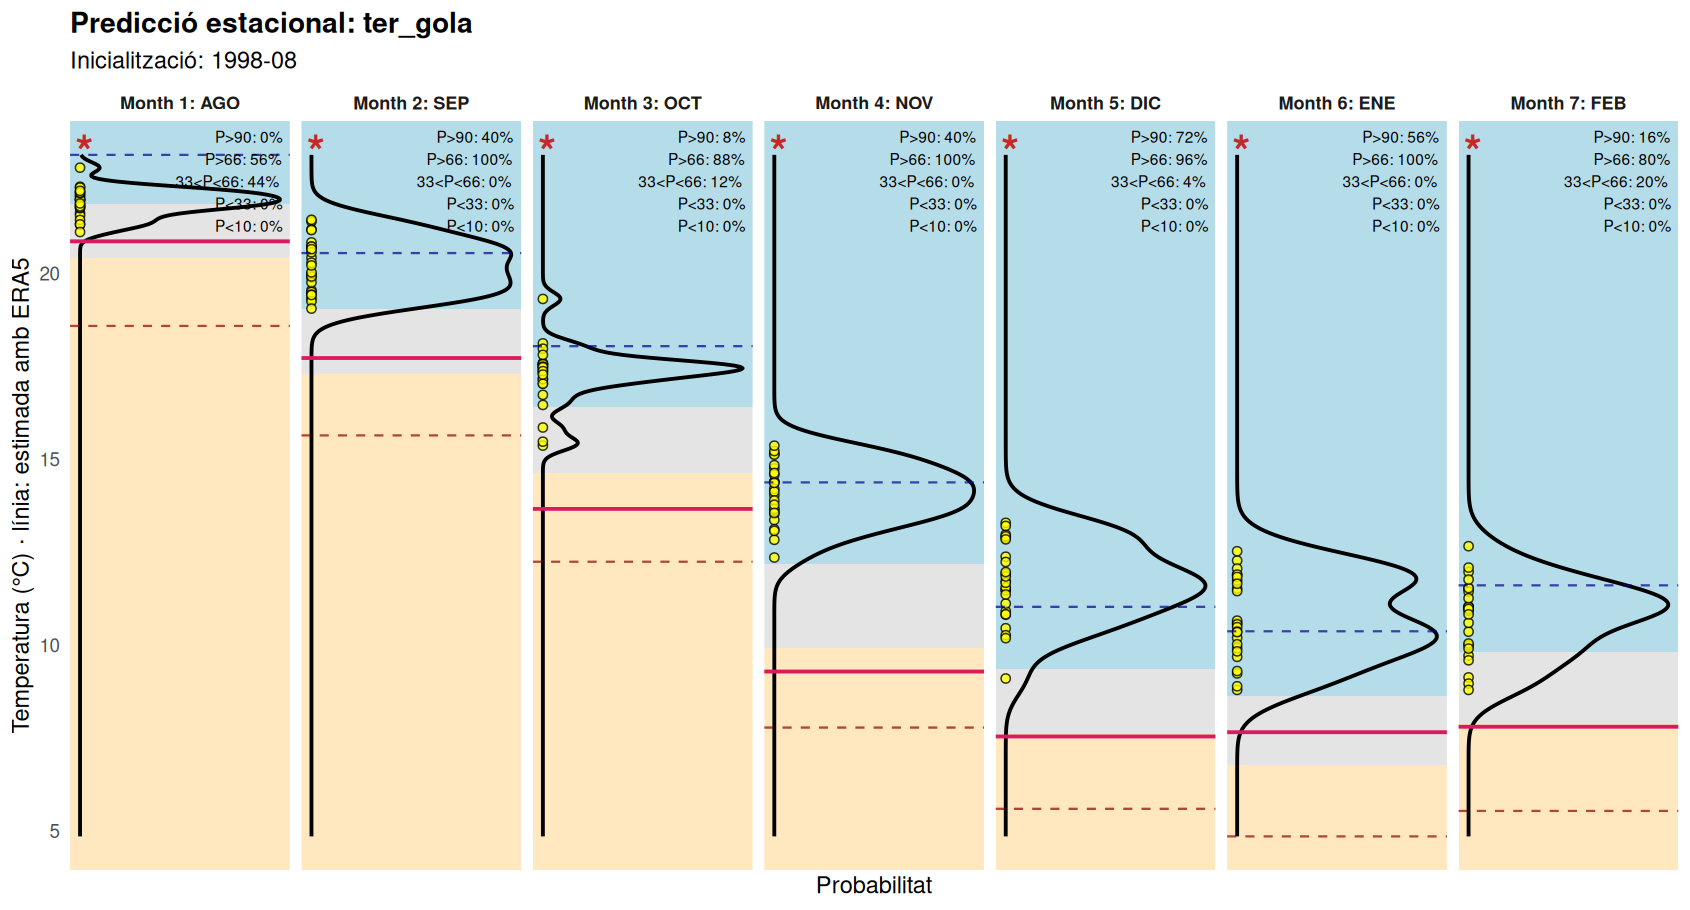 Predicció estacional: ter_gola
Inicialització: 1998-08
Month 1: AGO
Month 2: SEP
Month 3: OCT
Month 4: NOV
Month 5: DIC
Month 6: ENE
Month 7: FEB
*
P>90: 0%
P>66: 56%
33<P<66: 44%
P<33: 0%
P<10: 0%
*
P>90: 40%
P>66: 100%
33<P<66: 0%
P<33: 0%
P<10: 0%
*
P>90: 8%
P>66: 88%
33<P<66: 12%
P<33: 0%
P<10: 0%
*
P>90: 40%
P>66: 100%
33<P<66: 0%
P<33: 0%
P<10: 0%
*
P>90: 72%
P>66: 96%
33<P<66: 4%
P<33: 0%
P<10: 0%
*
P>90: 56%
P>66: 100%
33<P<66: 0%
P<33: 0%
P<10: 0%
*
P>90: 16%
P>66: 80%
33<P<66: 20%
P<33: 0%
P<10: 0%
Temperatura (°C) · línia: estimada amb ERA5
20
15
10
5
Probabilitat